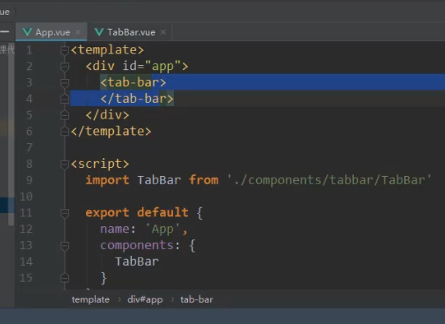 ue
App.vue × TabBar.vue ×
1 <template>
2 <div id="app">
3 <tab-bar>
4 </tab-bar>
5 </div>
6 </template>
7
8 <script>
9 import TabBar from './components/tabbar/TabBar'
10
11 export default {
12 name: 'App',
13 components: {
14 TabBar
15 }
template › div#app › tab-bar